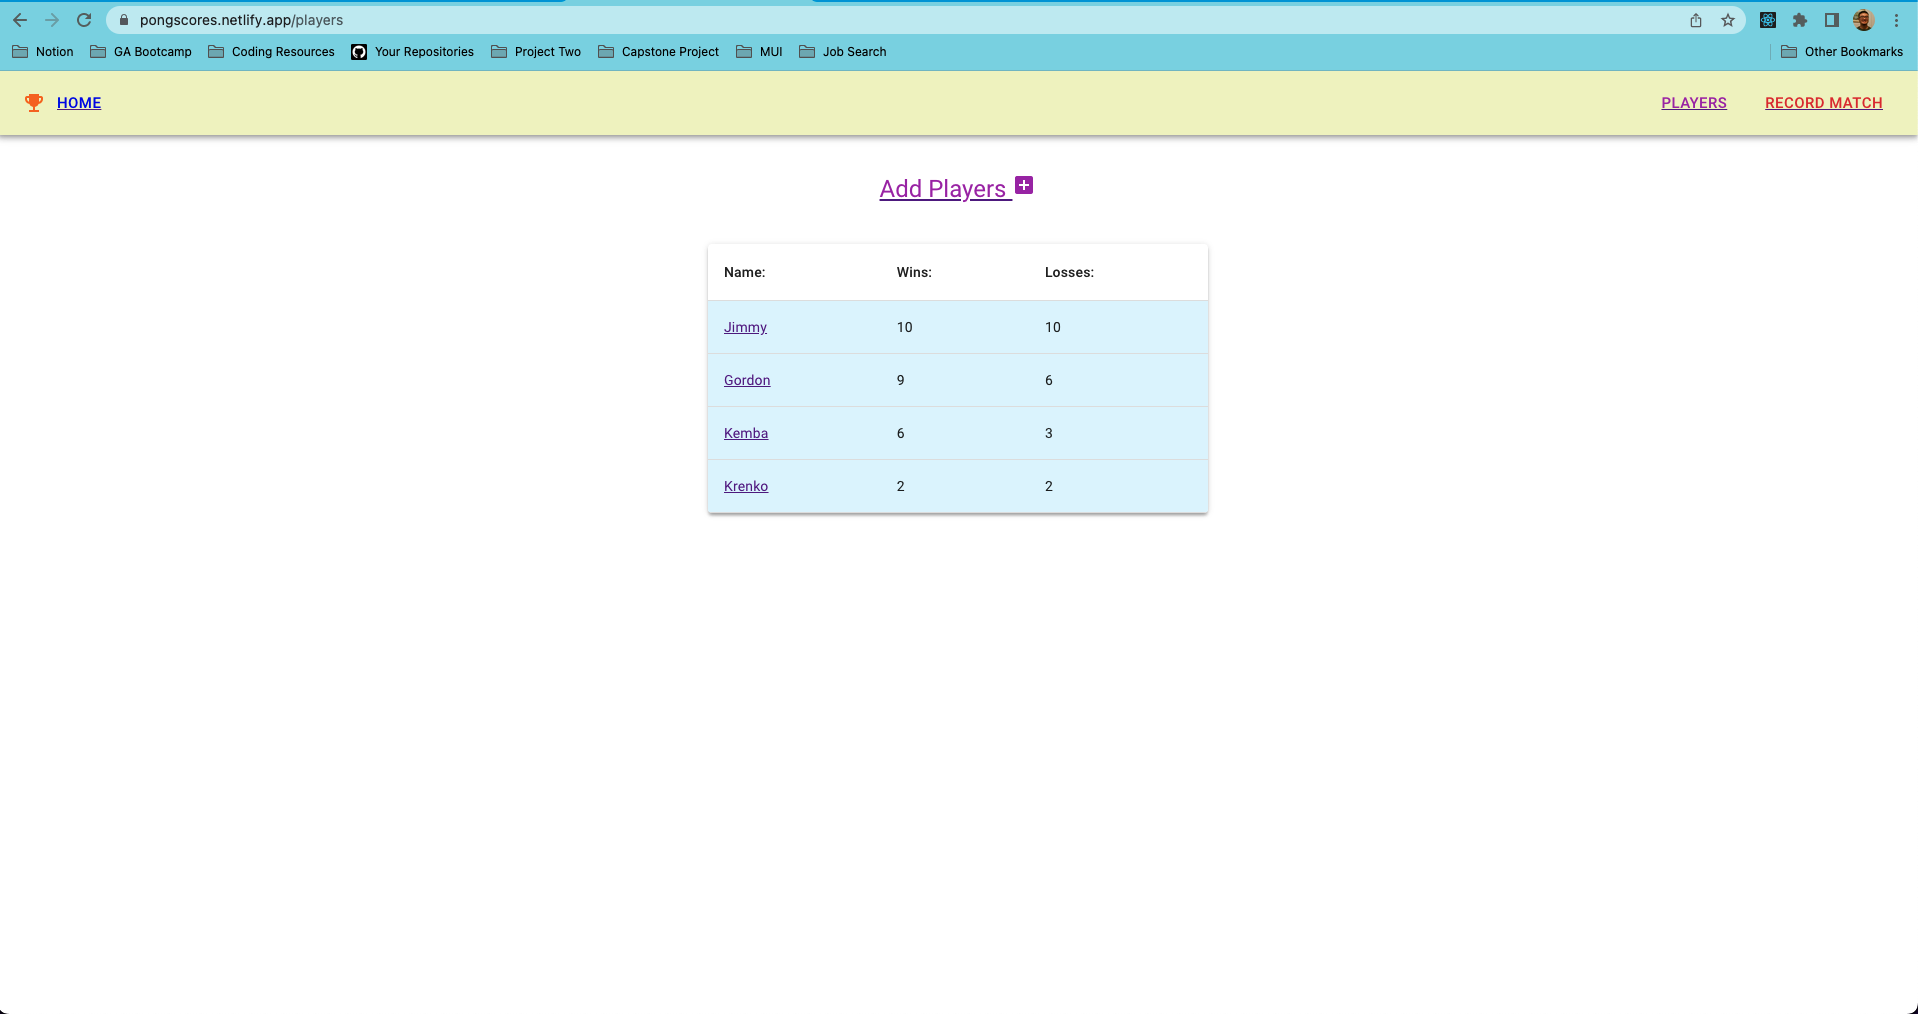 pongscores.netlify.app/players
Notion GA Bootcamp Coding Resources Your Repositories Project Two Capstone Project MUI Job Search Other Bookmarks
HOME PLAYERS RECORD MATCH
Add Players
Name: Wins: Losses:
Jimmy 10 10
Gordon 9 6
Kemba 6 3
Krenko 2 2